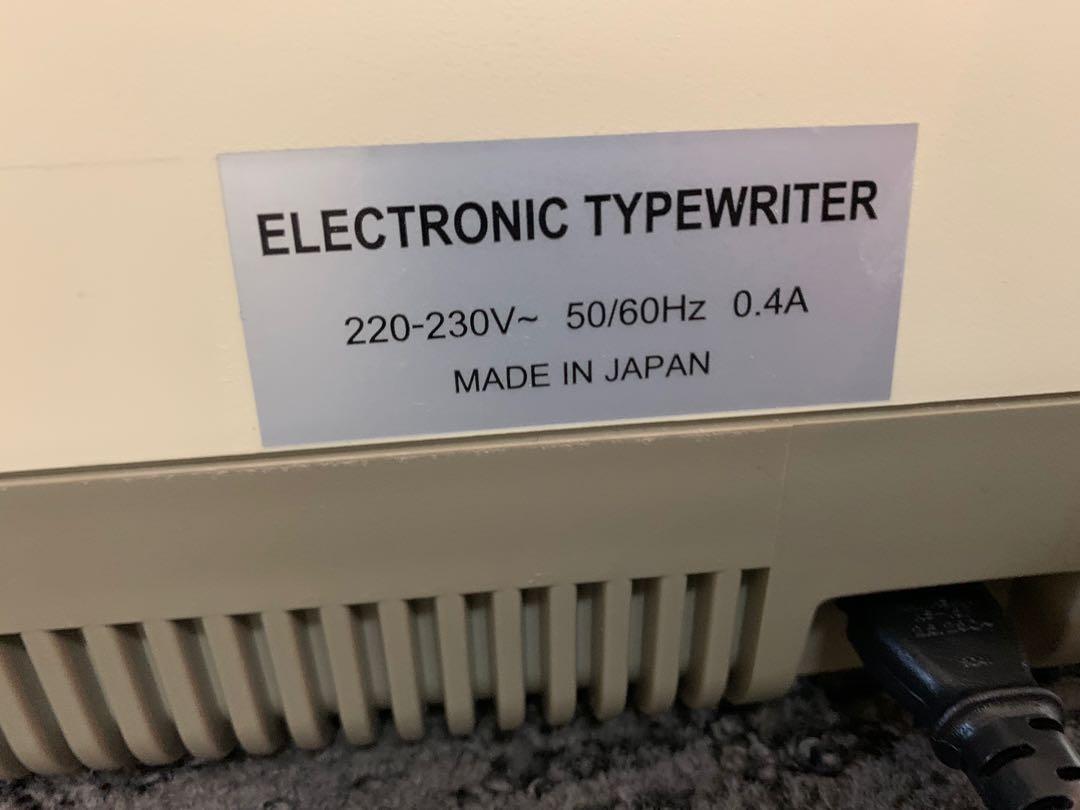 ELECTRONIC TYPEWRITER
220-230V~ 50/60Hz 0.4A
MADE IN JAPAN